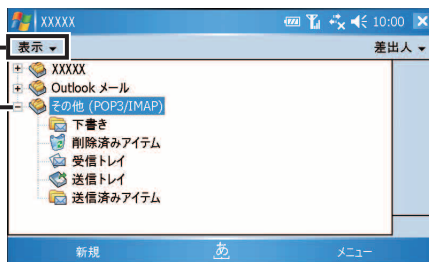 XXXXX 10:00
表示 差出人
XXXXX
Outlook メール
その他 (POP3/IMAP)
下書き
削除済みアイテム
受信トレイ
送信トレイ
送信済みアイテム
新規 あ メニュー